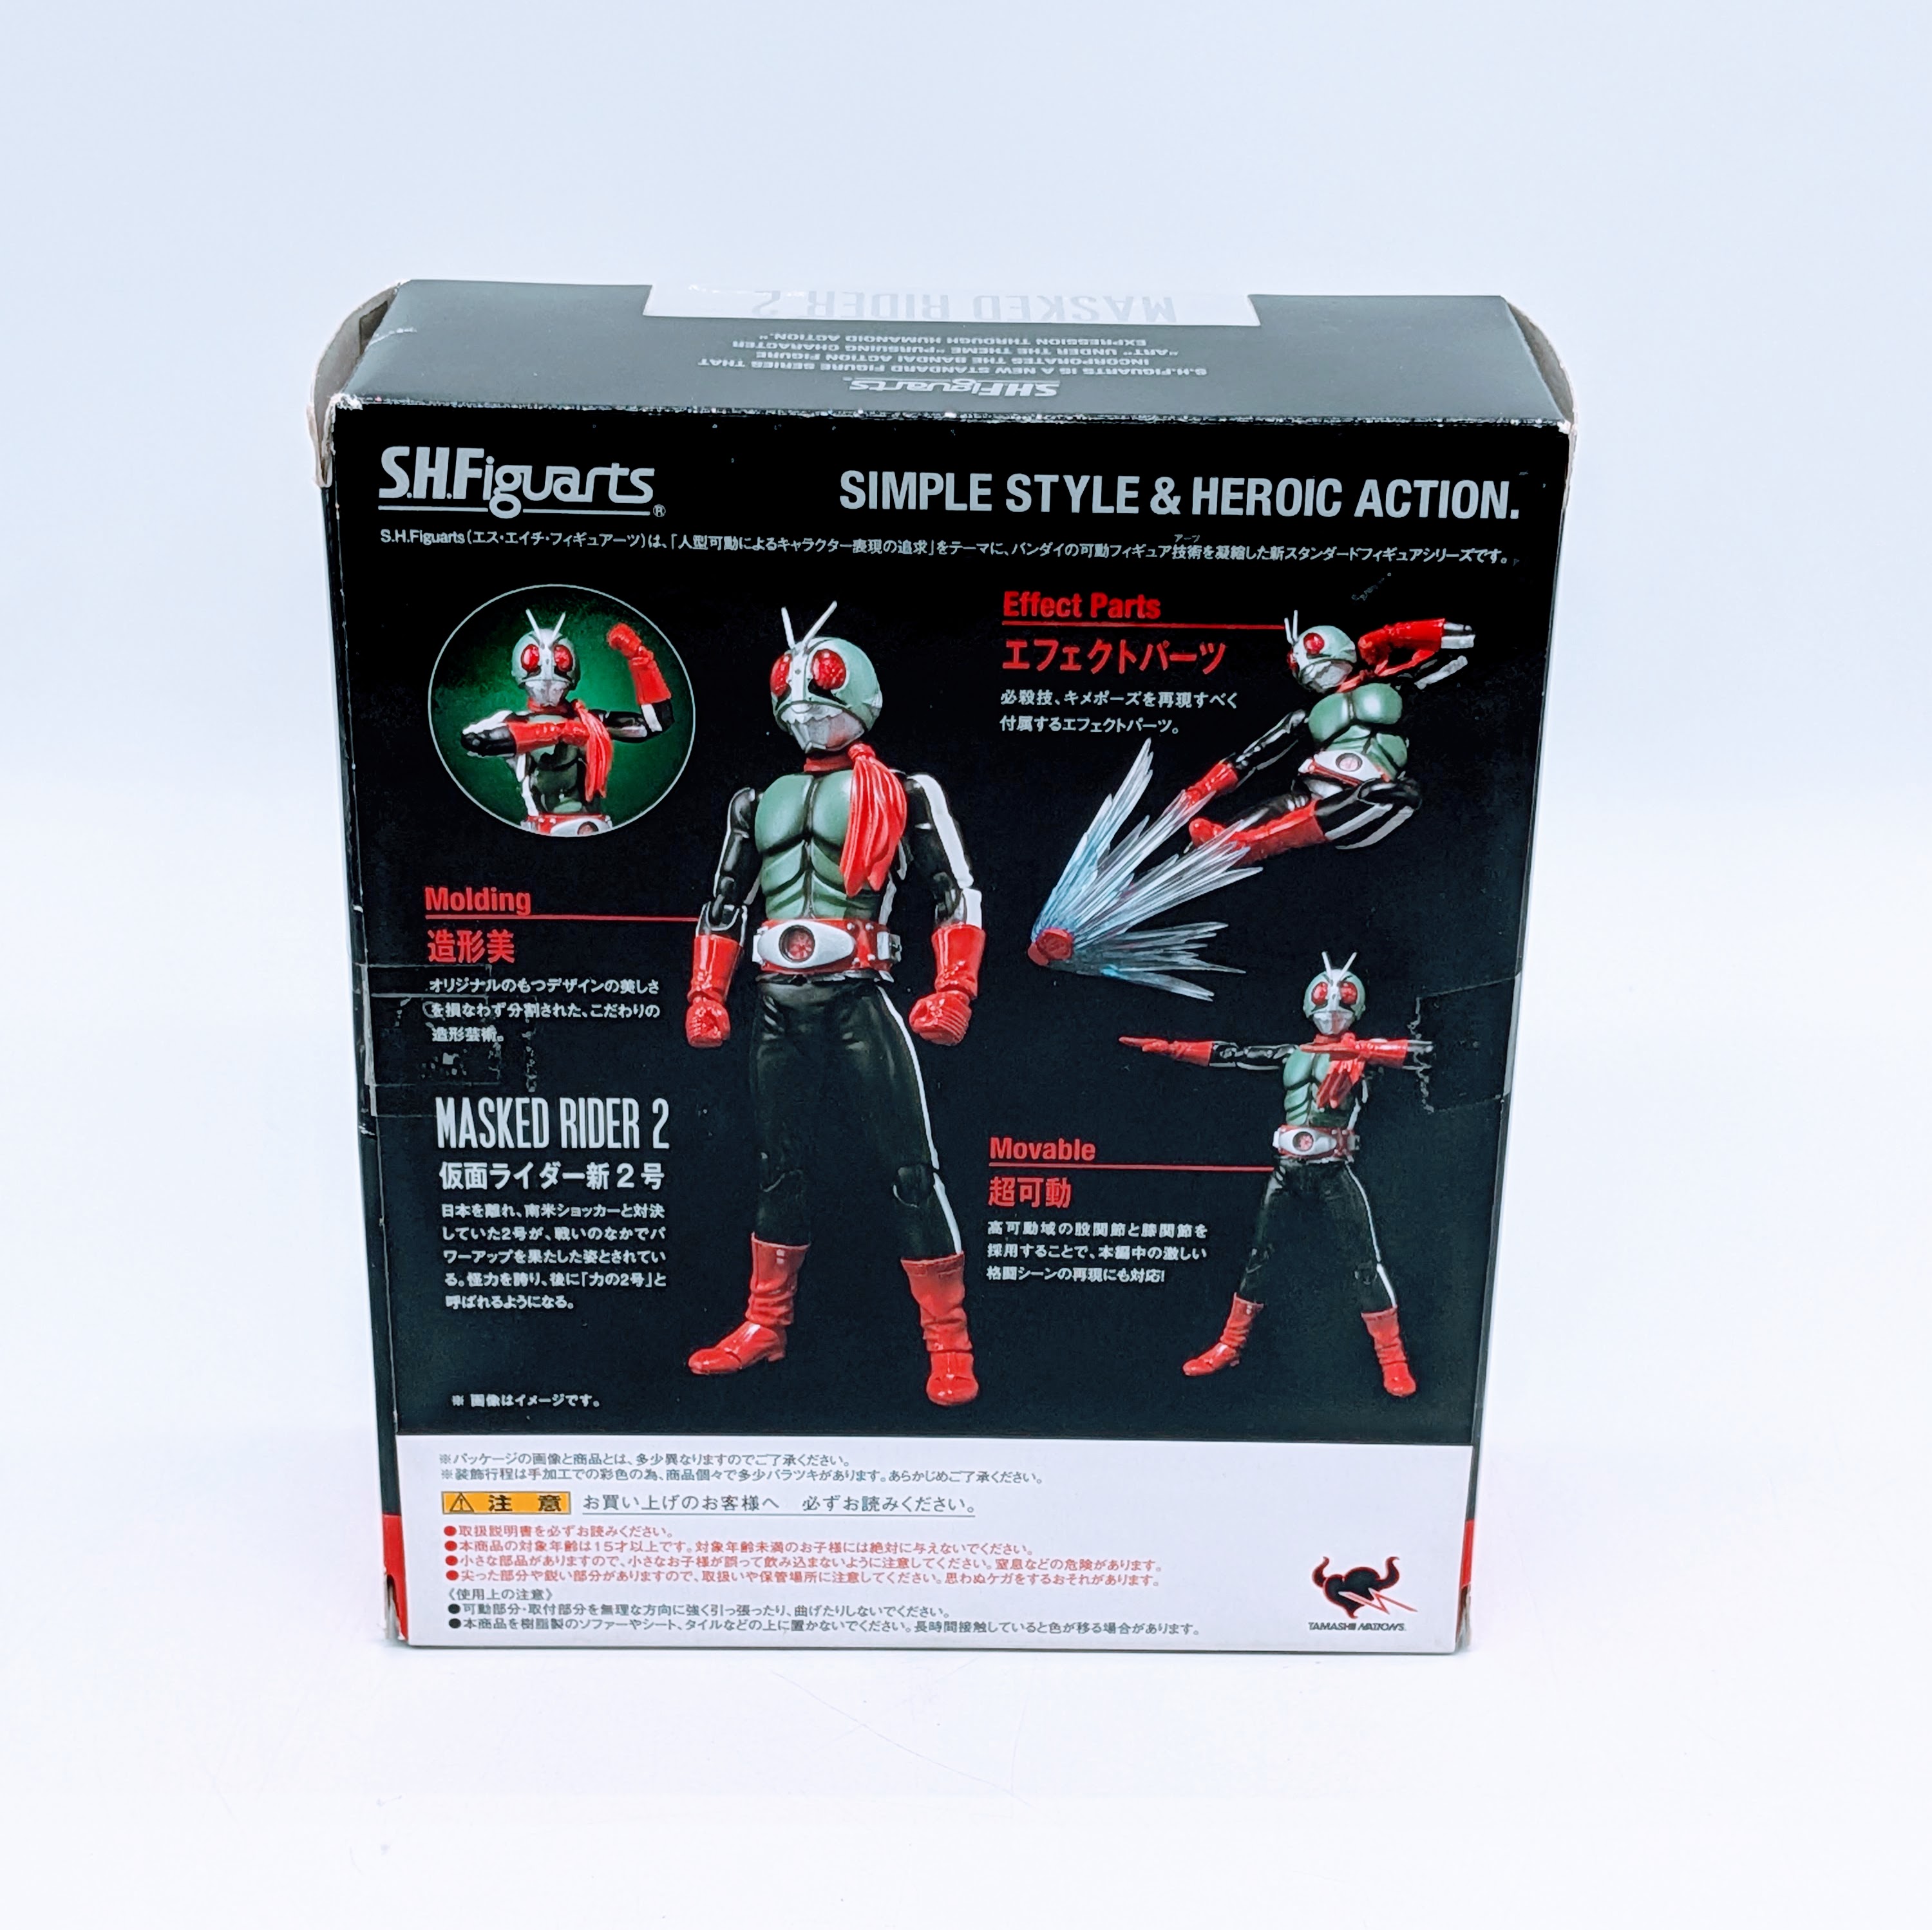 MASKED RIDER 2
S.H.FIGUARTS IS A NEW STANDARD FIGURE SERIES THAT
INCORPORATES THE BANDAI ACTION FIGURE
"ART" UNDER THE THEME "PURSUING CHARACTER
EXPRESSION THROUGH HUMANOID ACTION."
S.H.Figuarts
S.H.Figuarts®
SIMPLE STYLE & HEROIC ACTION.
アーツ
S.H.Figuarts(エス・エイチ・フィギュアーツ)は、「人型可動によるキャラクター表現の追求」をテーマに、バンダイの可動フィギュア技術を凝縮した新スタンダードフィギュアシリーズです。
Effect Parts
エフェクトパーツ
必殺技、キメポーズを再現すべく
付属するエフェクトパーツ。
Molding
造形美
オリジナルのもつデザインの美しさ
を損なわず分割された、こだわりの
造形芸術。
MASKED RIDER 2
仮面ライダー新2号
日本を離れ、南米ショッカーと対決
していた2号が、戦いのなかでパ
ワーアップを果たした姿とされてい
る。怪力を誇り、後に「力の2号」と
呼ばれるようになる。
Movable
超可動
高可動域の股関節と膝関節を
採用することで、本編中の激しい
格闘シーンの再現にも対応!
※ 画像はイメージです。
※パッケージの画像と商品とは、多少異なりますのでご了承ください。
※装飾行程は手加工での彩色の為、商品個々で多少バラツキがあります。あらかじめご了承ください。
注 意 お買い上げのお客様へ 必ずお読みください。
●取扱説明書を必ずお読みください。
●本商品の対象年齢は15才以上です。対象年齢未満のお子様には絶対に与えないでください。
●小さな部品がありますので、小さなお子様が誤って飲み込まないように注意してください。窒息などの危険があります。
●尖った部分や鋭い部分がありますので、取扱いや保管場所に注意してください。思わぬケガをするおそれがあります。
《使用上の注意》
●可動部分・取付部分を無理な方向に強く引っ張ったり、曲げたりしないでください。
●本商品を樹脂製のソファーやシート、タイルなどの上に置かないでください。長時間接触していると色が移る場合があります。
TAMASHII NATIONS